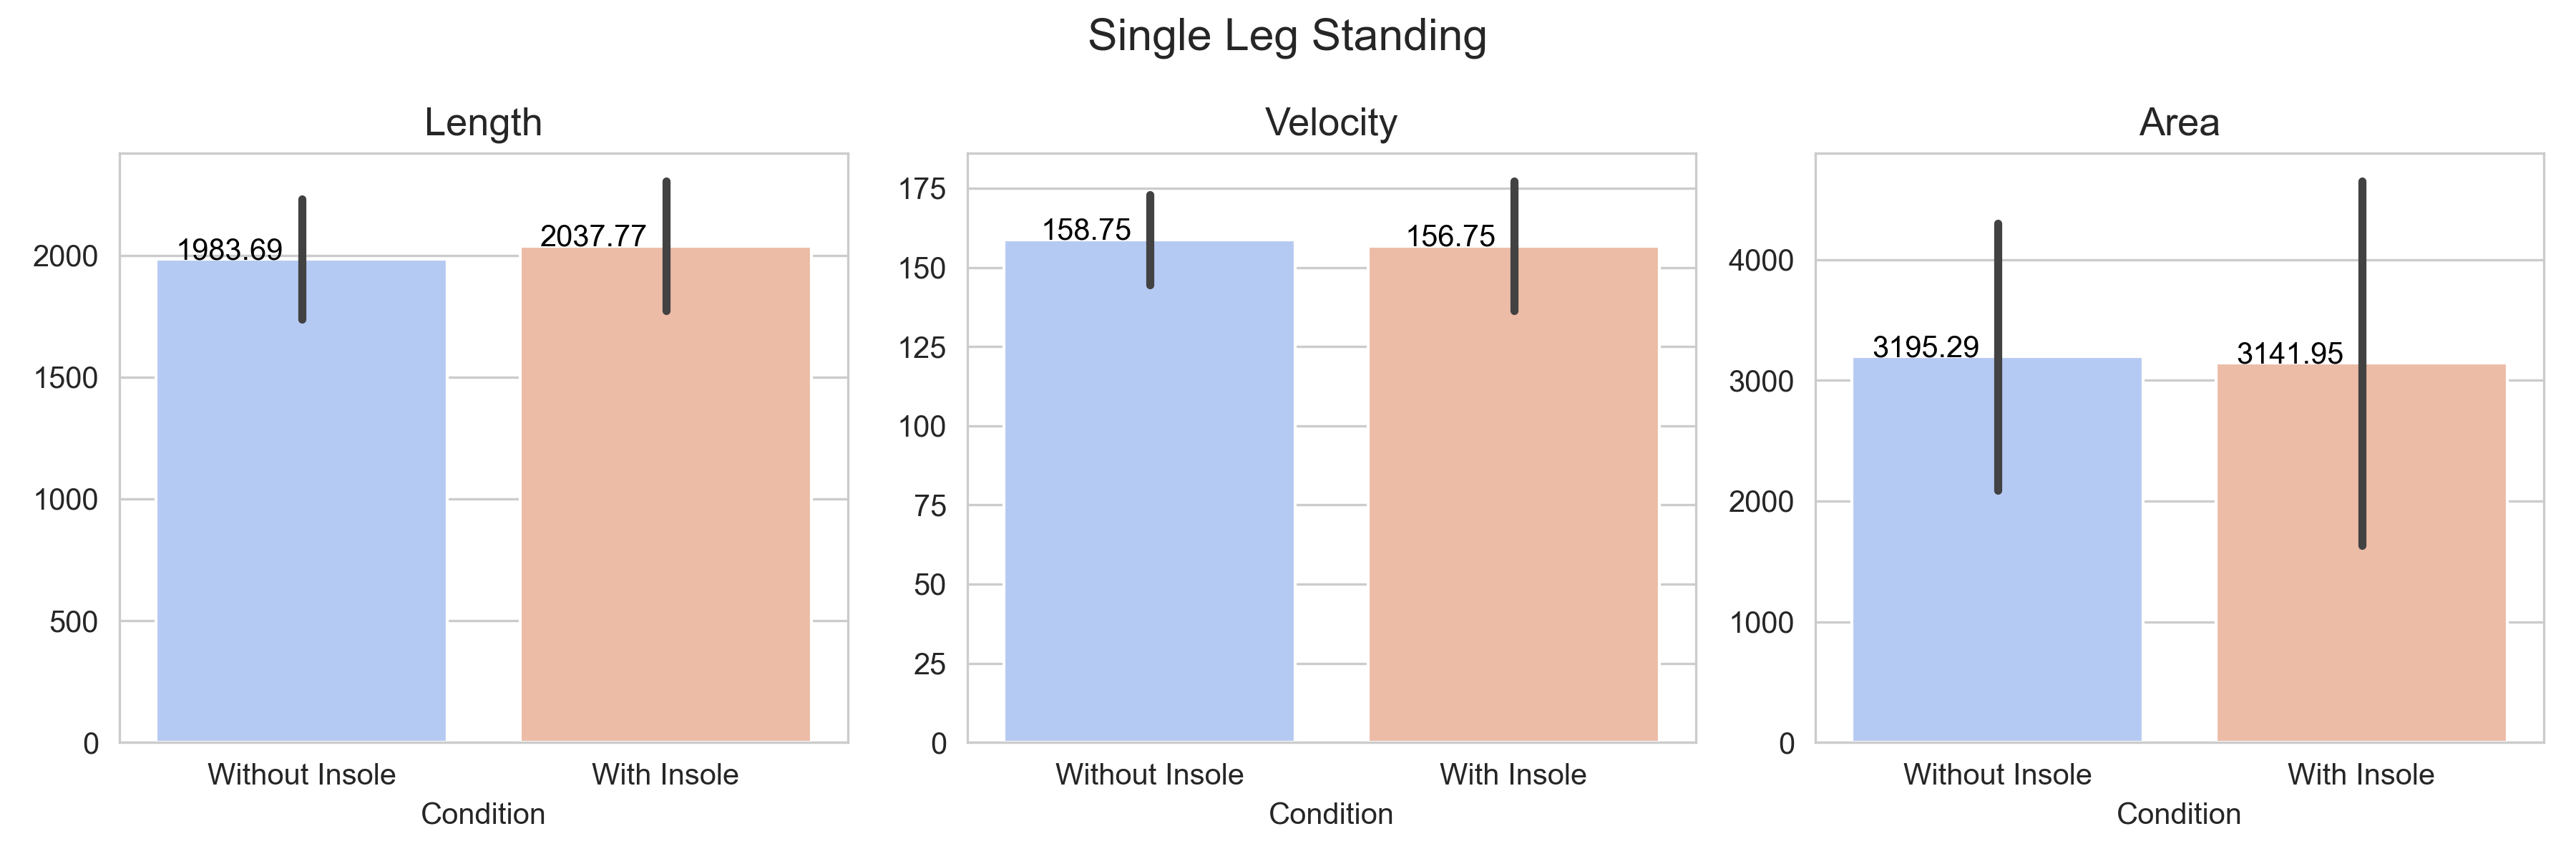 Single Leg Standing
Length
2000
1500
1000
500
0
1983.69
2037.77
Without Insole
With Insole
Condition
Velocity
175
150
125
100
75
50
25
0
158.75
156.75
Without Insole
With Insole
Condition
Area
4000
3000
2000
1000
0
3195.29
3141.95
Without Insole
With Insole
Condition